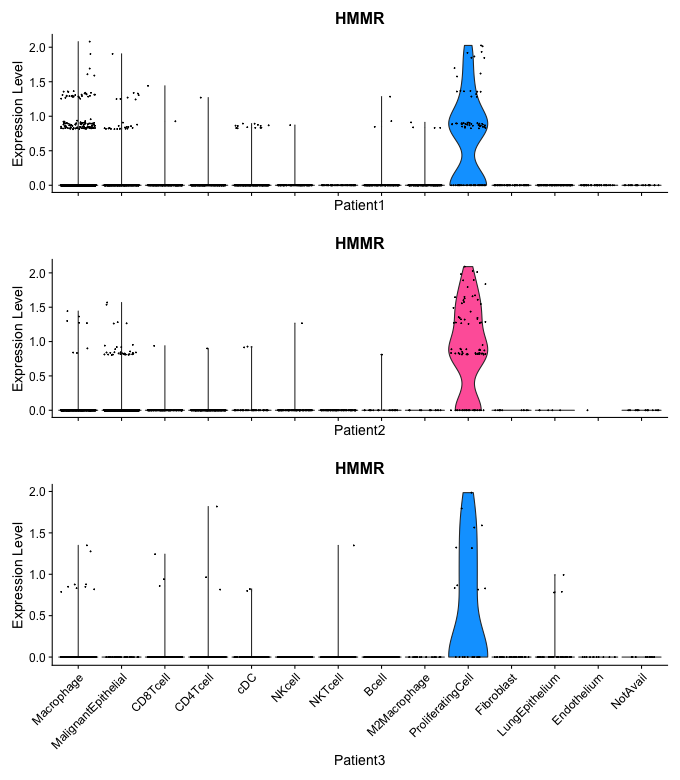 HMMR
Expression Level
2.0
1.5
1.0
0.5
0.0
Patient1
HMMR
Expression Level
2.0
1.5
1.0
0.5
0.0
Patient2
HMMR
Expression Level
2.0
1.5
1.0
0.5
0.0
Macrophage
MalignantEpithelial
CD8Tcell
CD4Tcell
cDC
NKcell
NKTcell
Bcell
M2Macrophage
ProliferatingCell
Fibroblast
LungEpithelium
Endothelium
NotAvail
Patient3